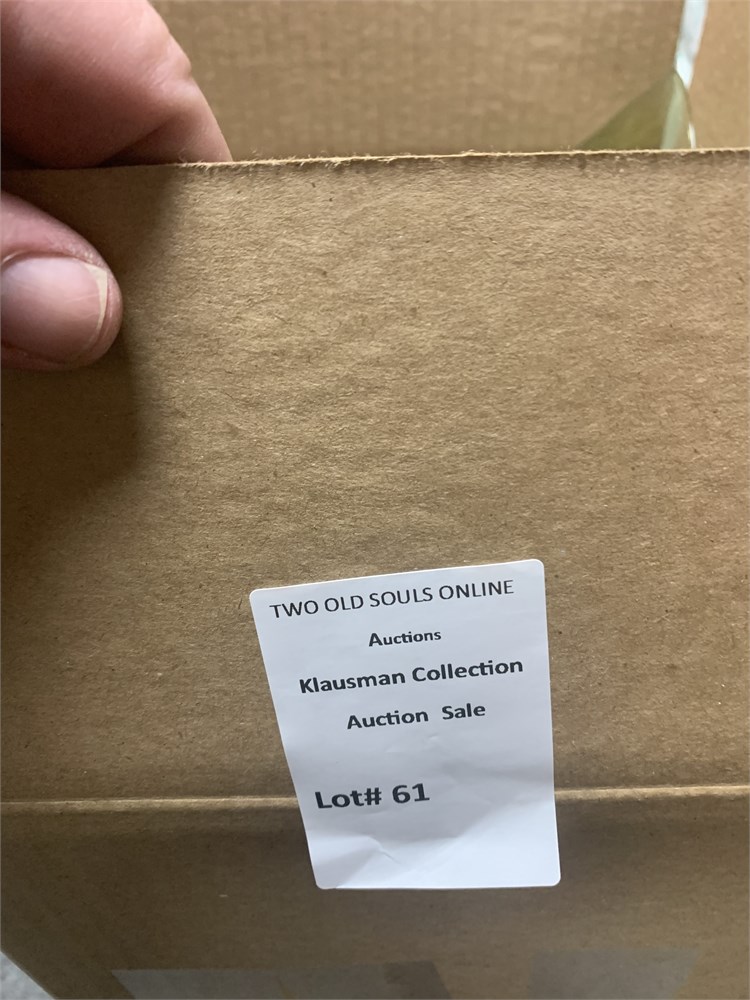 TWO OLD SOULS ONLINE
Auctions
Klausman Collection
Auction Sale
Lot# 61